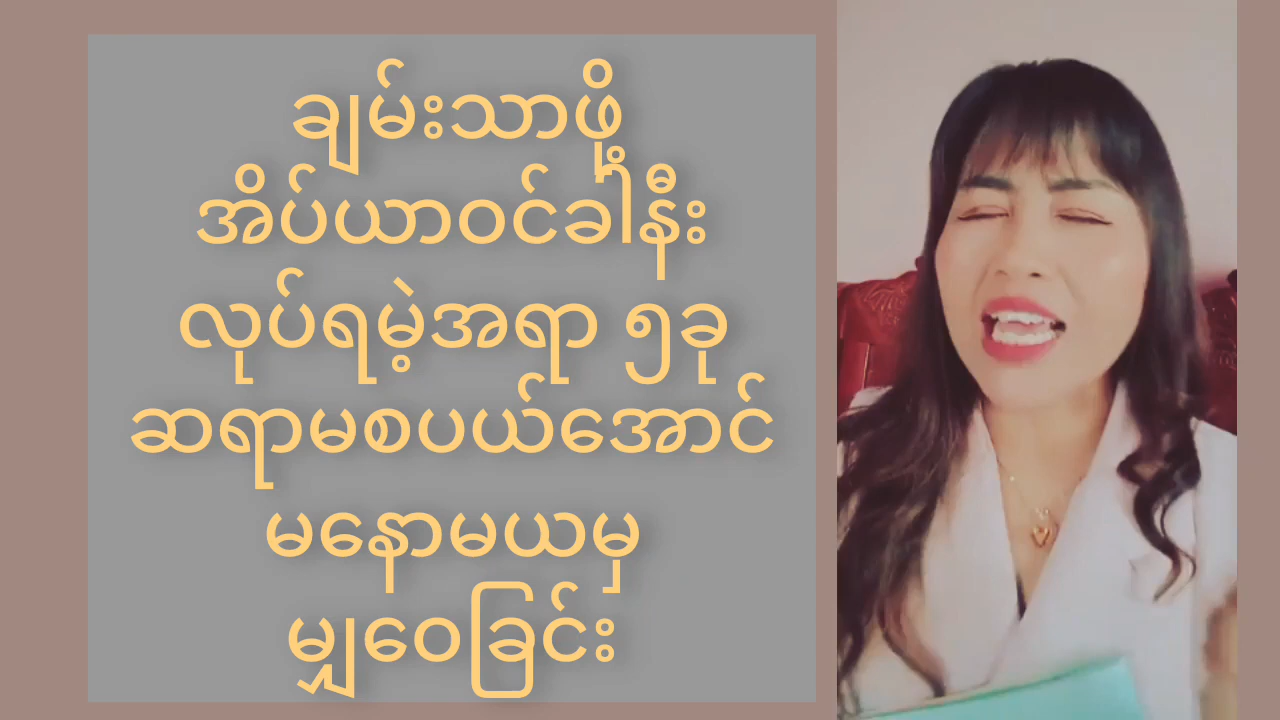 ချမ်းသာဖို့
အိပ်ယာဝင်ခါနီး
လုပ်ရမဲ့အရာ ၅ခု
ဆရာမစပယ်အောင်
မနောမယမှ
မျှဝေခြင်း